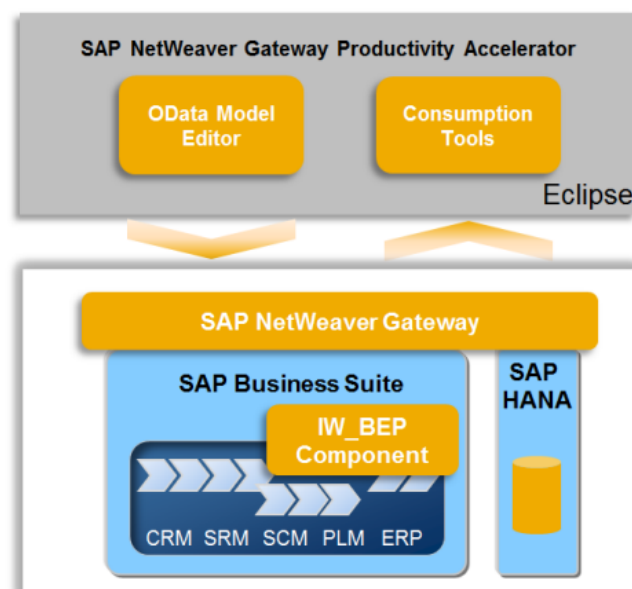 SAP NetWeaver Gateway Productivity Accelerator
OData Model
Editor
Consumption
Tools
Eclipse
SAP NetWeaver Gateway
SAP Business Suite
SAP
HANA
IW_BEP
Component
CRM SRM SCM PLM ERP